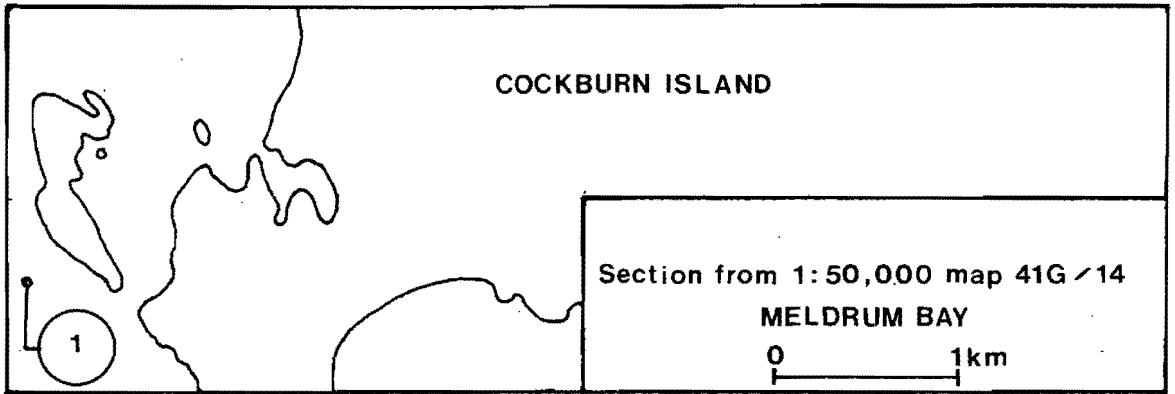 COCKBURN ISLAND
Section from 1:50,000 map 41G/14
MELDRUM BAY
0 1km
1